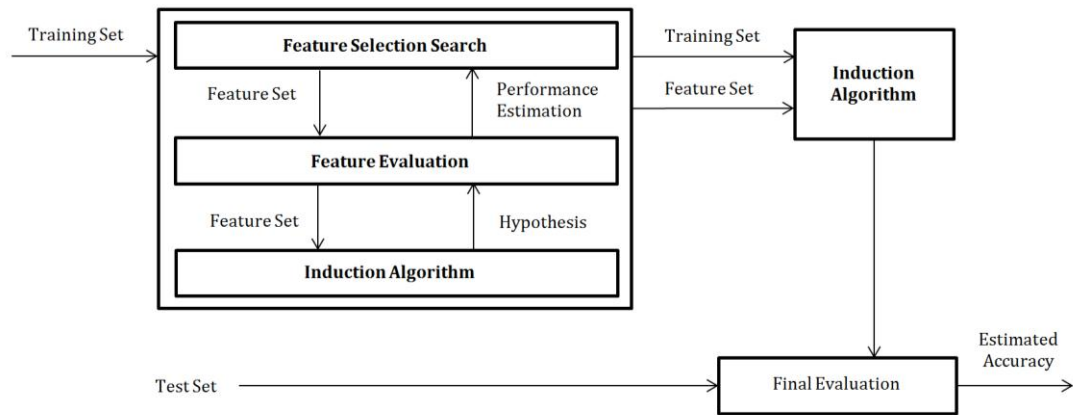 Training Set
Feature Selection Search
Feature Set
Performance
Estimation
Feature Evaluation
Feature Set
Hypothesis
Induction Algorithm
Training Set
Feature Set
Induction
Algorithm
Test Set
Final Evaluation
Estimated
Accuracy